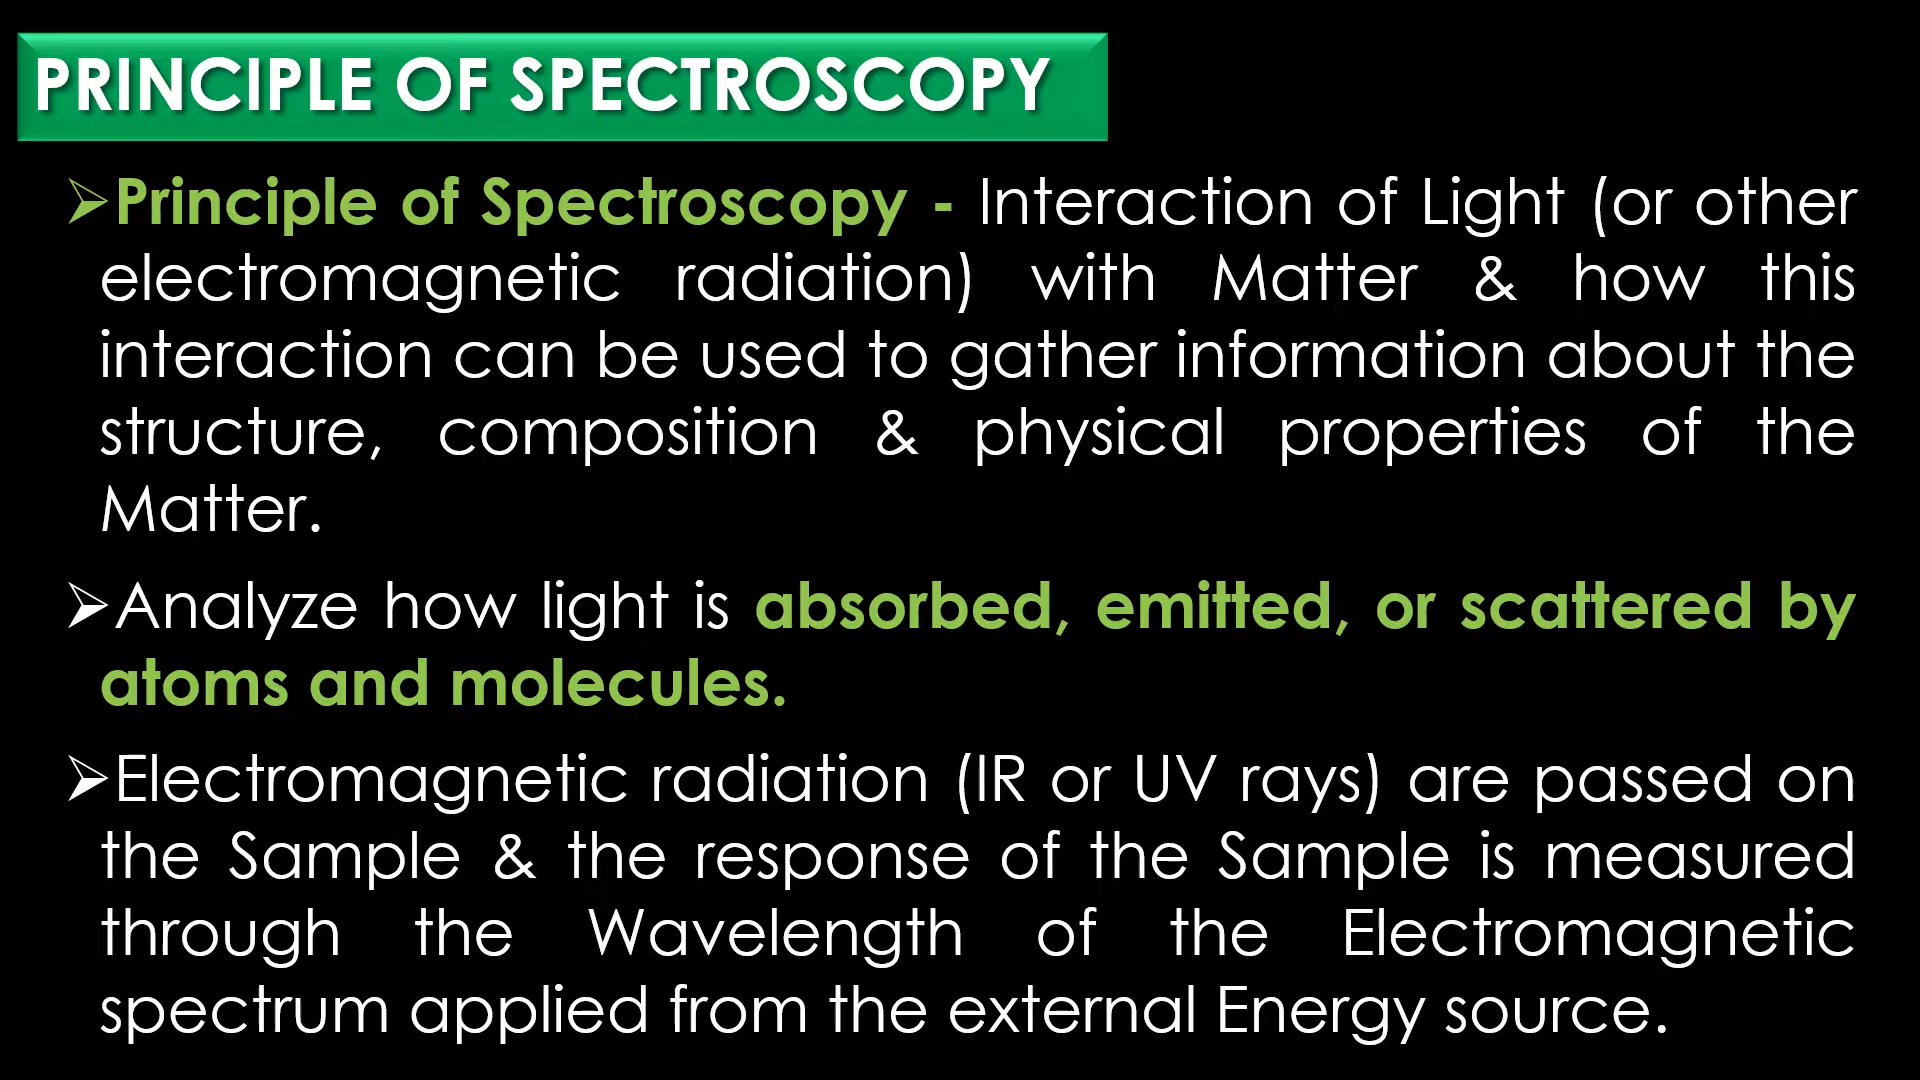 PRINCIPLE OF SPECTROSCOPY
➢Principle of Spectroscopy - Interaction of Light (or other
electromagnetic radiation) with Matter & how this
interaction can be used to gather information about the
structure, composition & physical properties of the
Matter.
➢Analyze how light is absorbed, emitted, or scattered by
atoms and molecules.
➢Electromagnetic radiation (IR or UV rays) are passed on
the Sample & the response of the Sample is measured
through the Wavelength of the Electromagnetic
spectrum applied from the external Energy source.